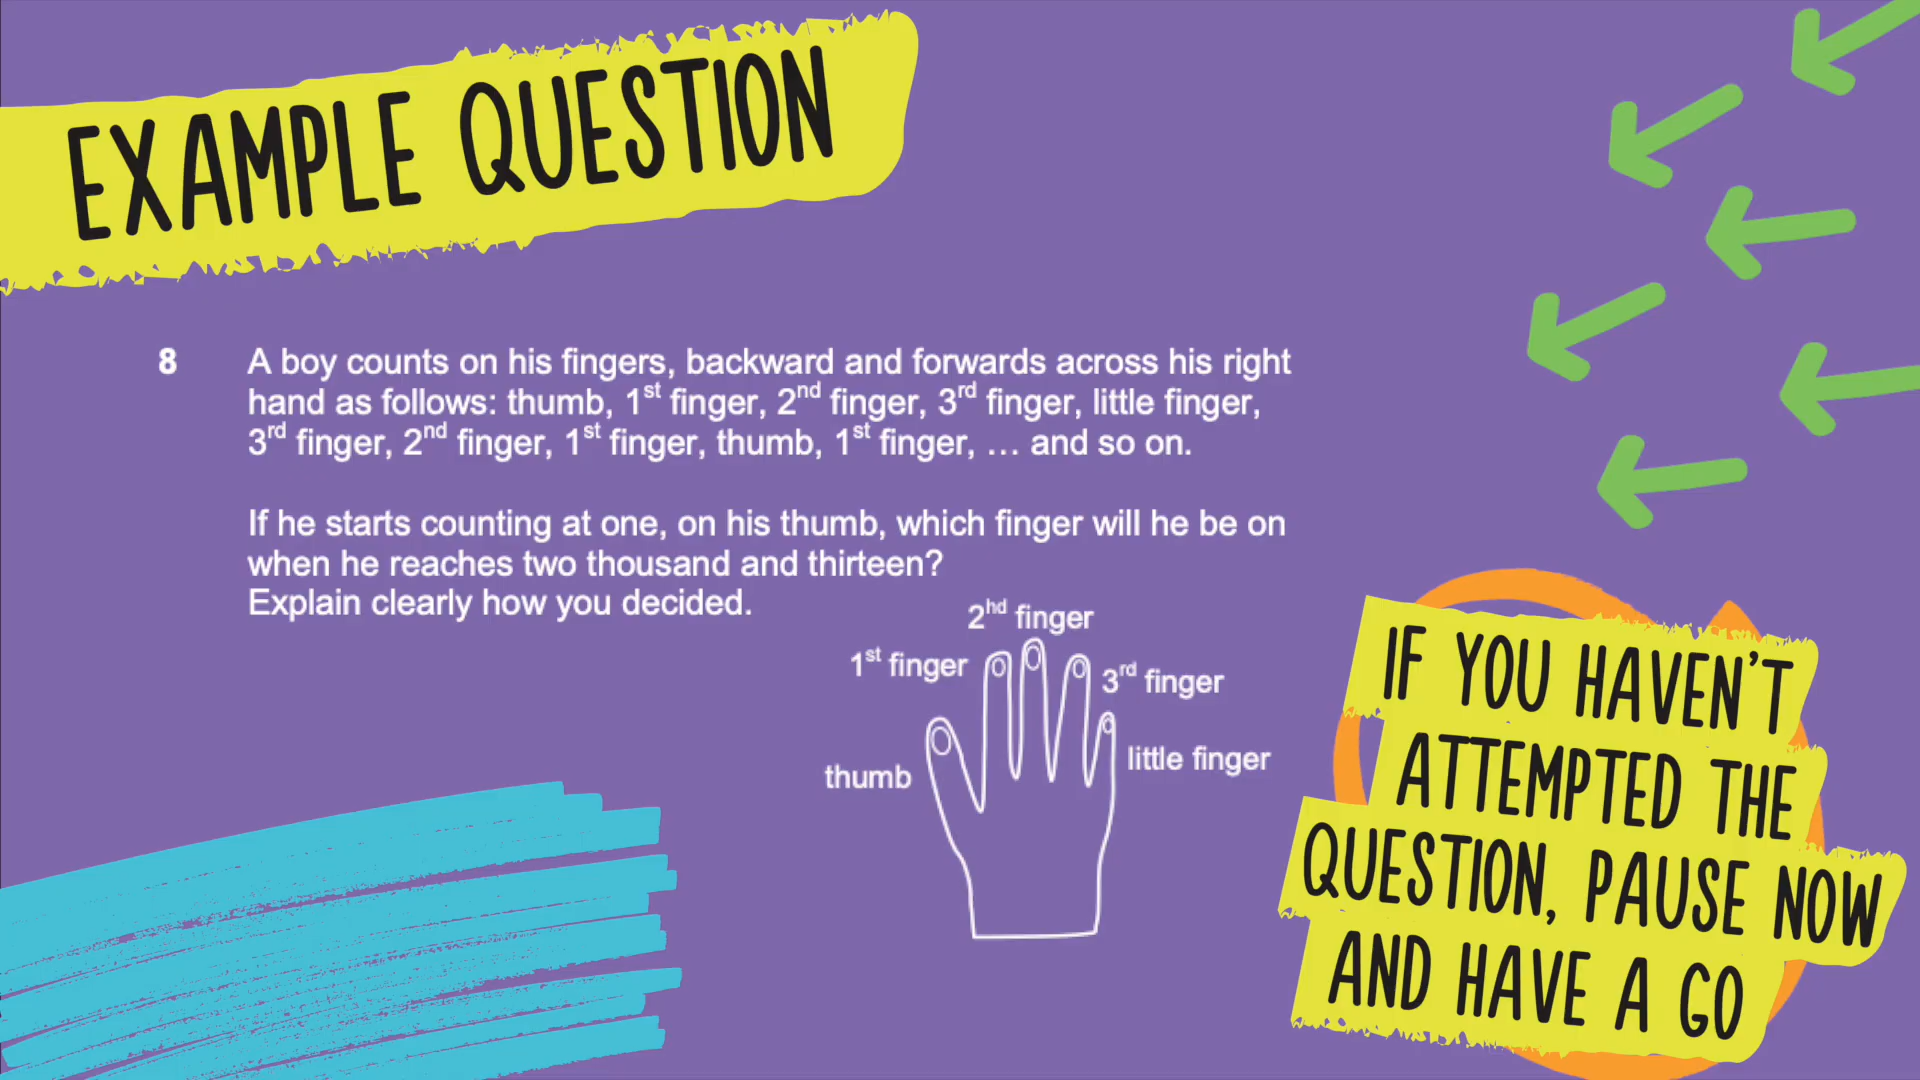 EXAMPLE QUESTION
8 A boy counts on his fingers, backward and forwards across his right
hand as follows: thumb, 1st finger, 2nd finger, 3rd finger, little finger,
3rd finger, 2nd finger, 1st finger, thumb, 1st finger, … and so on.
If he starts counting at one, on his thumb, which finger will he be on
when he reaches two thousand and thirteen?
Explain clearly how you decided.
2hd finger
1st finger
3rd finger
little finger
thumb
IF YOU HAVEN'T
ATTEMPTED THE
QUESTION, PAUSE NOW
AND HAVE A GO